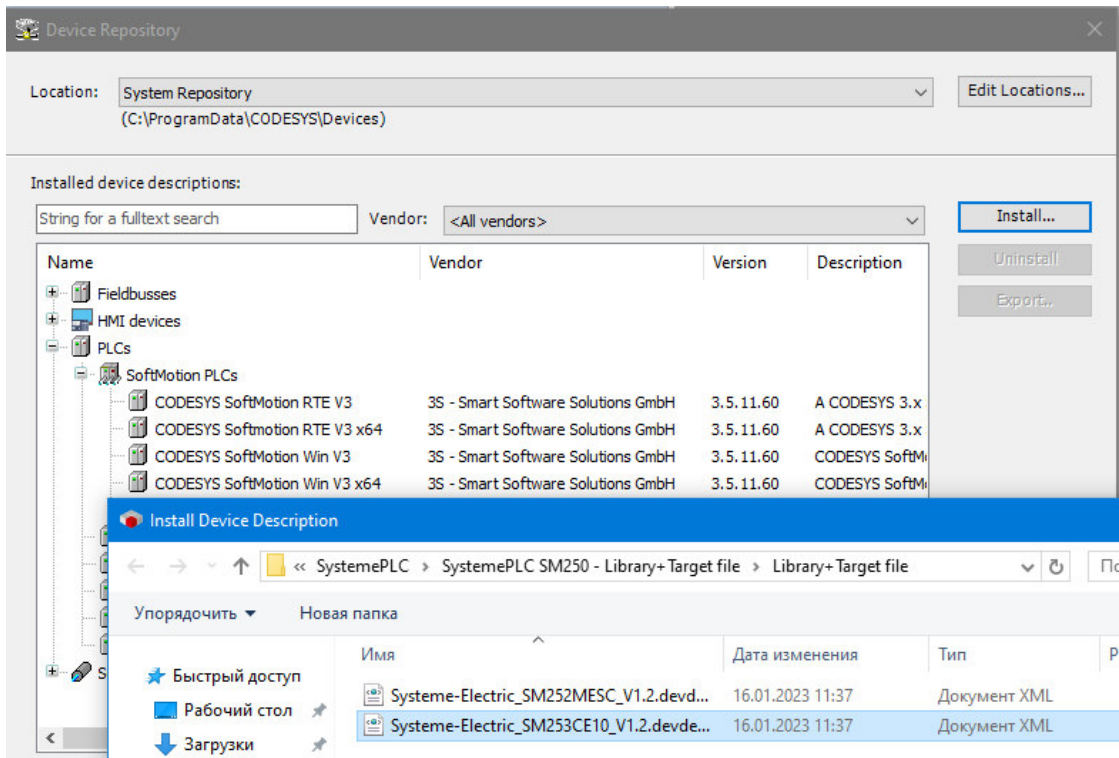 Device Repository
Location: System Repository Edit Locations...
(C:\ProgramData\CODESYS\Devices)
Installed device descriptions:
String for a fulltext search Vendor: <All vendors> Install...
Name Vendor Version Description Uninstall
Fieldbusses
HMI devices Export...
PLCs
SoftMotion PLCs
CODESYS SoftMotion RTE V3 3S - Smart Software Solutions GmbH 3.5.11.60 A CODESYS 3.x
CODESYS Softmotion RTE V3 x64 3S - Smart Software Solutions GmbH 3.5.11.60 A CODESYS 3.x
CODESYS SoftMotion Win V3 3S - Smart Software Solutions GmbH 3.5.11.60 CODESYS SoftM
CODESYS SoftMotion Win V3 x64 3S - Smart Software Solutions GmbH 3.5.11.60 CODESYS SoftM
Install Device Description
« SystemePLC › SystemePLC SM250 - Library+Target file › Library+Target file По
Упорядочить Новая папка
Имя Дата изменения Тип Р
S Быстрый доступ
Systeme-Electric_SM252MESC_V1.2.devd... 16.01.2023 11:37 Документ XML
Рабочий стол
Systeme-Electric_SM253CE10_V1.2.devde... 16.01.2023 11:37 Документ XML
Загрузки